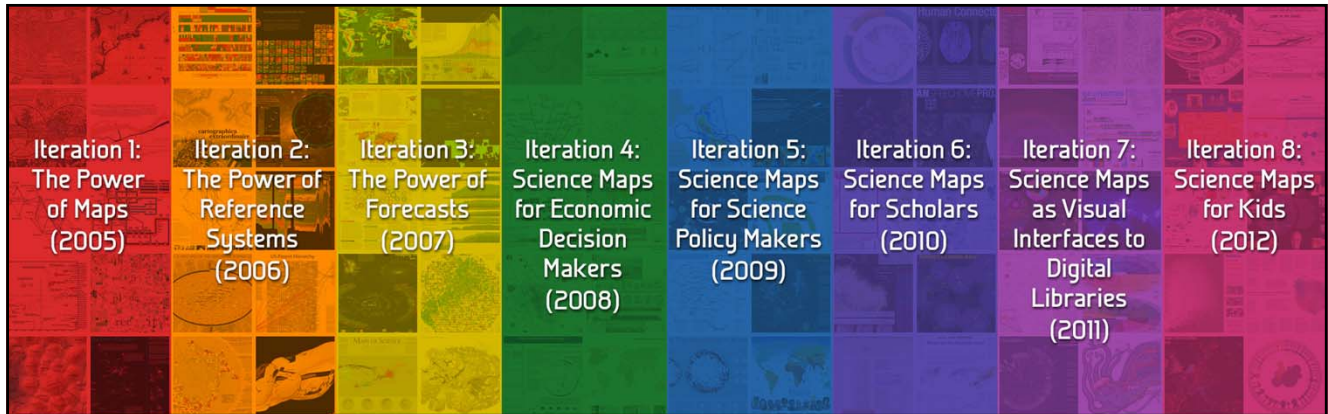 Iteration 1:
The Power
of Maps
(2005)
Iteration 2:
The Power of
Reference
Systems
(2006)
Iteration 3:
The Power of
Forecasts
(2007)
Iteration 4:
Science Maps
for Economic
Decision
Makers
(2008)
Iteration 5:
Science Maps
for Science
Policy Makers
(2009)
Iteration 6:
Science Maps
for Scholars
(2010)
Iteration 7:
Science Maps
as Visual
Interfaces to
Digital
Libraries
(2011)
Iteration 8:
Science Maps
for Kids
(2012)